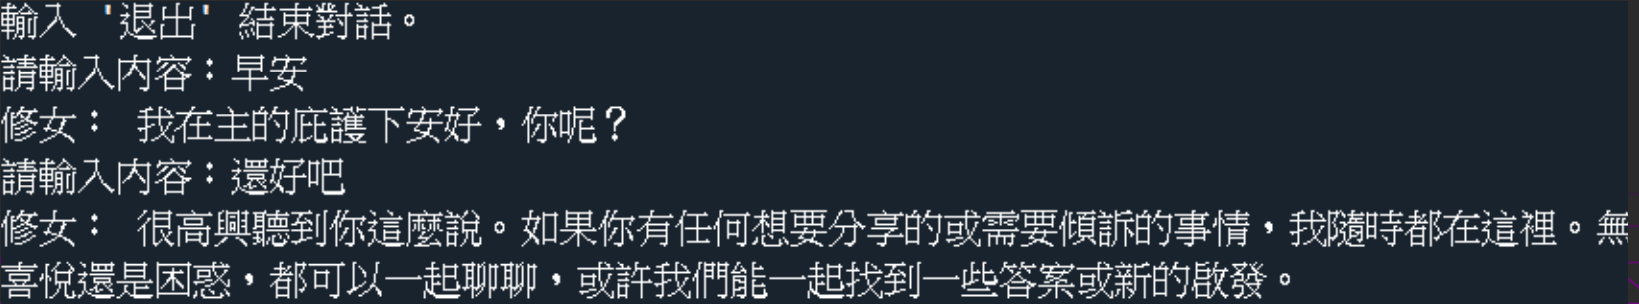 輸入 '退出' 結束對話。
請輸入内容：早安
修女： 我在主的庇護下安好，你呢？
請輸入内容：還好吧
修女： 很高興聽到你這麼說。如果你有任何想要分享的或需要傾訴的事情，我隨時都在這裡。無
喜悅還是困惑，都可以一起聊聊，或許我們能一起找到一些答案或新的啟發。